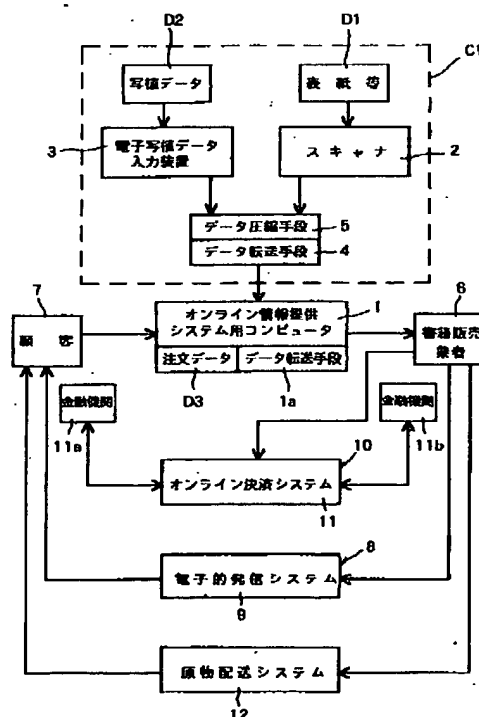 D2
D1
C1
写植データ
表紙等
3
電子写植データ
入力装置
スキャナ
2
データ圧縮手段
5
データ転送手段
4
7
顧客
オンライン情報提供
システム用コンピュータ
1
6
書籍販売
業者
注文データ
データ転送手段
D3
1a
金融機関
11a
金融機関
11b
10
オンライン決済システム
11
8
電子的発信システム
9
原物配送システム
12